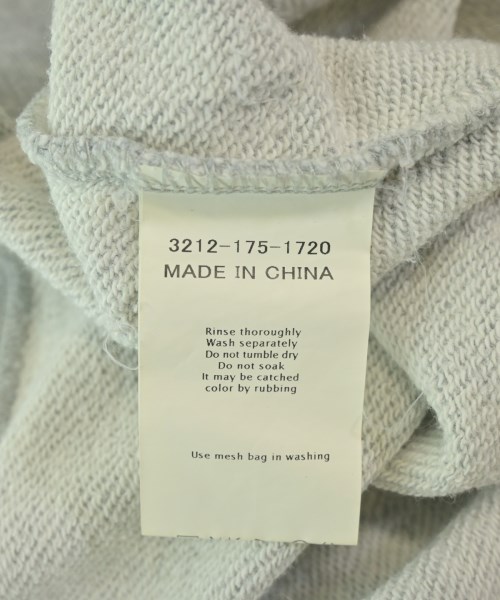 3212-175-1720
MADE IN CHINA
Rinse thoroughly
Wash separately
Do not tumble dry
Do not soak
It may be catched
color by rubbing
Use mesh bag in washing